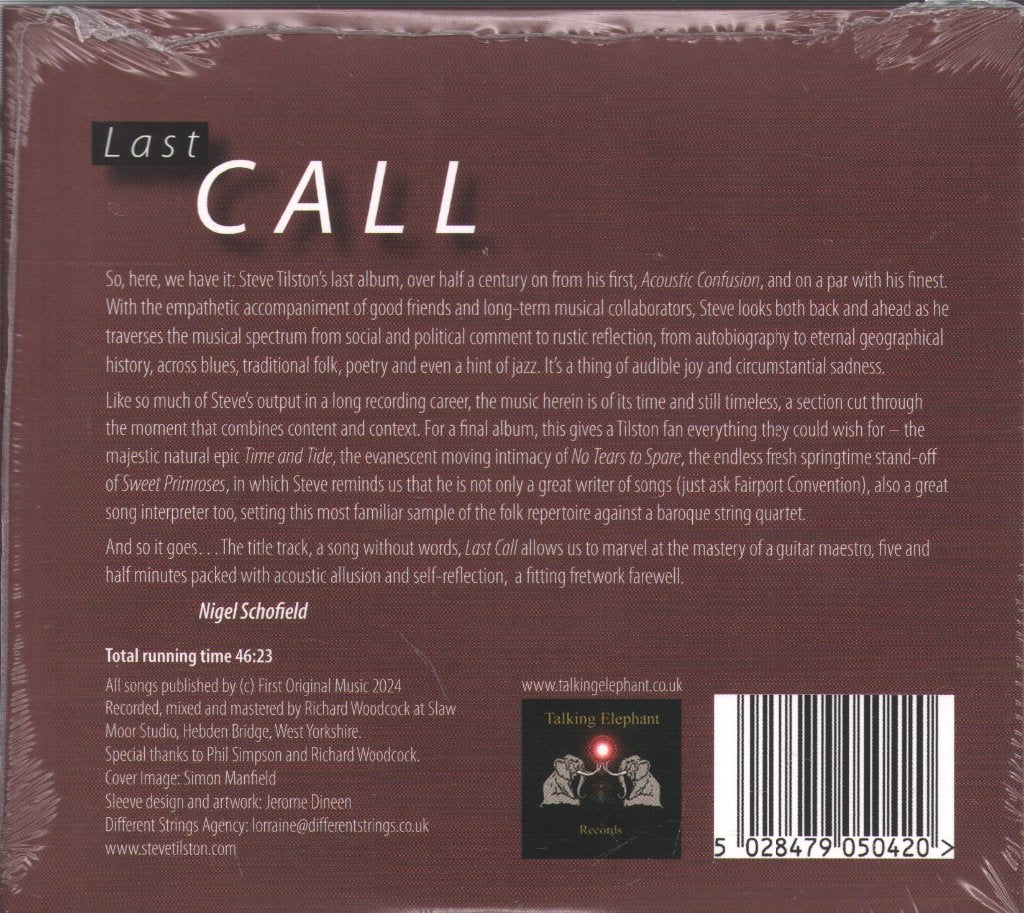 Last
CALL
So, here, we have it: Steve Tilston's last album, over half a century on from his first, Acoustic Confusion, and on a par with his finest.
With the empathetic accompaniment of good friends and long-term musical collaborators, Steve looks both back and ahead as he
traverses the musical spectrum from social and political comment to rustic reflection, from autobiography to eternal geographical
history, across blues, traditional folk, poetry and even a hint of jazz. It's a thing of audible joy and circumstantial sadness.
Like so much of Steve's output in a long recording career, the music herein is of its time and still timeless, a section cut through
the moment that combines content and context. For a final album, this gives a Tilston fan everything they could wish for – the
majestic natural epic Time and Tide, the evanescent moving intimacy of No Tears to Spare, the endless fresh springtime stand-off
of Sweet Primroses, in which Steve reminds us that he is not only a great writer of songs (just ask Fairport Convention), also a great
song interpreter too, setting this most familiar sample of the folk repertoire against a baroque string quartet.
And so it goes…The title track, a song without words, Last Call allows us to marvel at the mastery of a guitar maestro, five and
half minutes packed with acoustic allusion and self-reflection, a fitting fretwork farewell.
Nigel Schofield
Total running time 46:23
All songs published by (c) First Original Music 2024
Recorded, mixed and mastered by Richard Woodcock at Slaw
Moor Studio, Hebden Bridge, West Yorkshire.
Special thanks to Phil Simpson and Richard Woodcock.
Cover Image: Simon Manfield
Sleeve design and artwork: Jerome Dineen
Different Strings Agency: lorraine@differentstrings.co.uk
www.stevetilston.com
www.talkingelephant.co.uk
Talking Elephant
Records
5 028479 050420 >